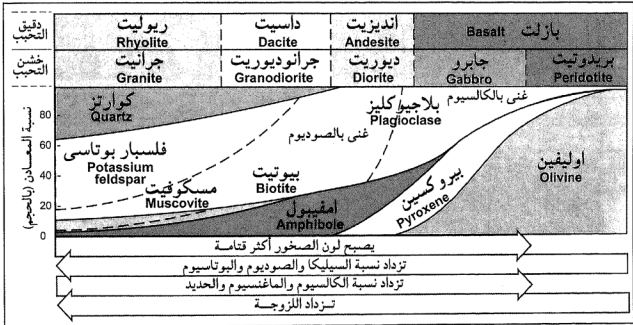 دقيق التحبب ريوليت داسيت أنديزيت بازلت
Rhyolite Dacite Andesite Basalt
خشن التحبب جرانيت جرانوديوريت ديوريت جابرو بريدوتيت
Granite Granodiorite Diorite Gabbro Peridotite
نسبة المعادن (بالحجم)
80
60
40
20
0
كوارتز
Quartz
فلسبار بوتاسى
Potassium
feldspar
غنى بالصوديوم
بلاجيوكليز
Plagioclase
غنى بالكالسيوم
مسكوفيت
Muscovite
بيوتيت
Biotite
امفيبول
Amphibole
بيروكسين
Pyroxene
اوليفين
Olivine
يصبح لون الصخور أكثر قتامة
تزداد نسبة السيليكا والصوديوم والبوتاسيوم
تزداد نسبة الكالسيوم والماغنسيوم والحديد
تزداد اللزوجة